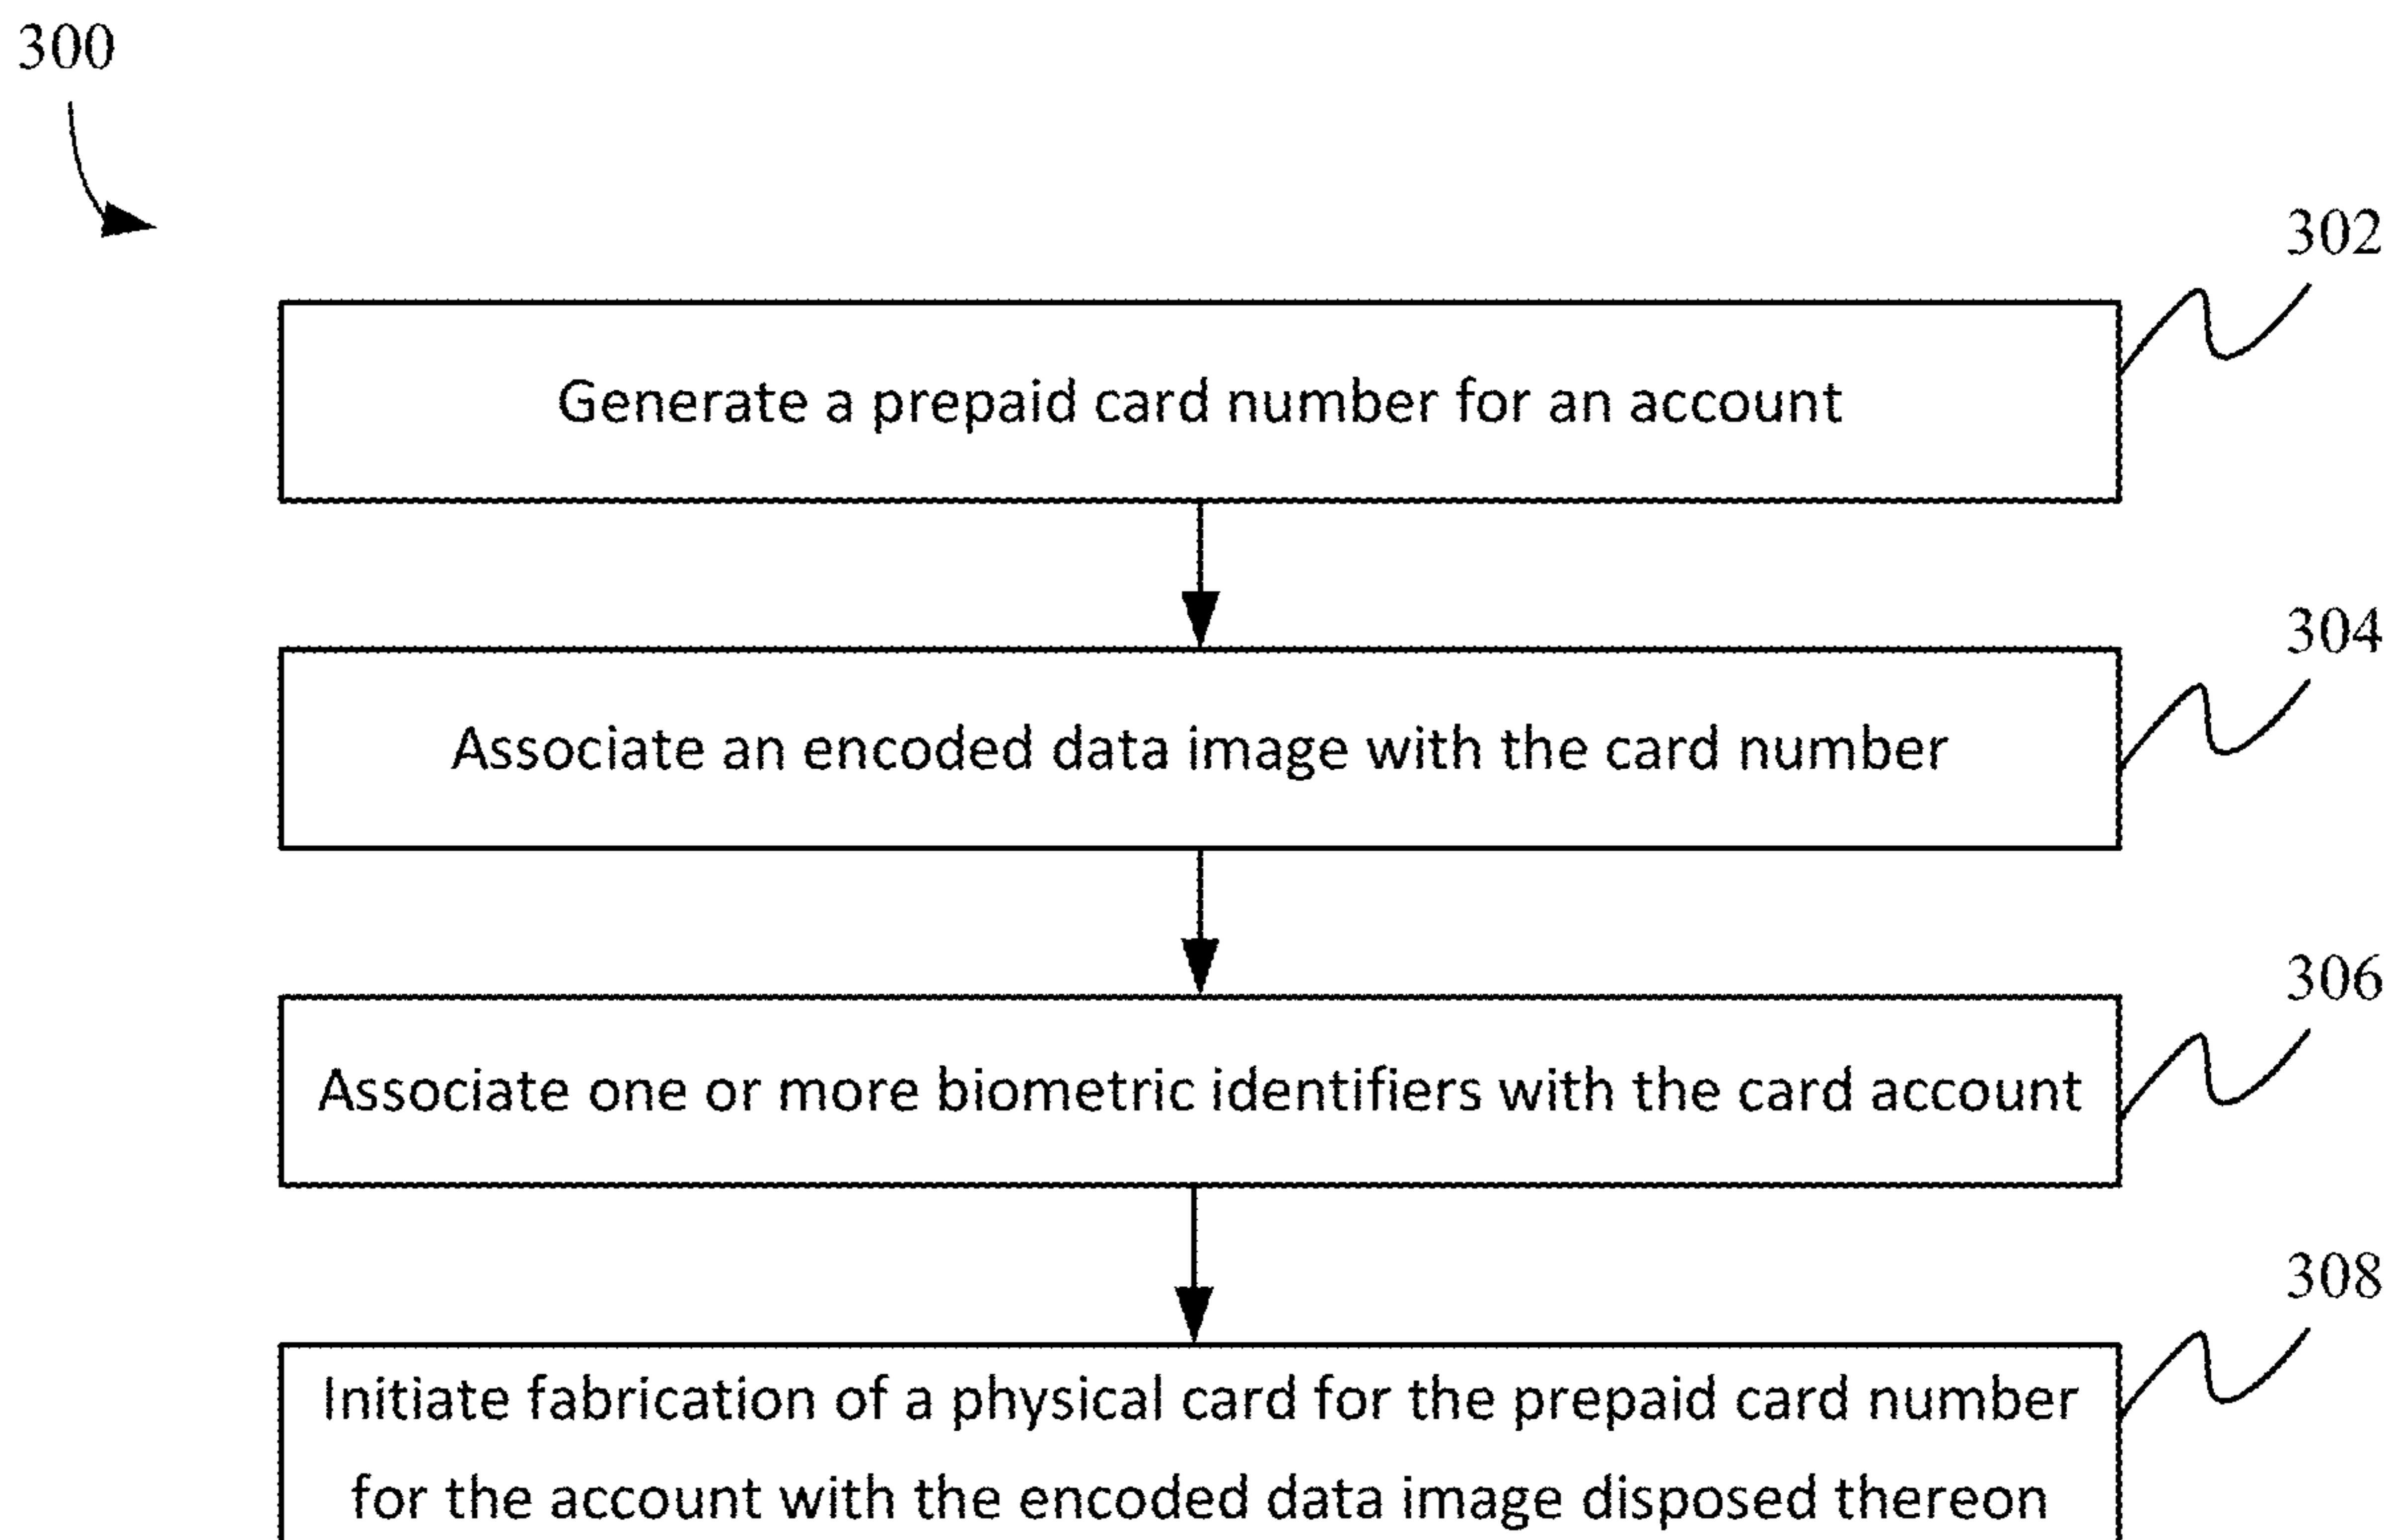 300
302
Generate a prepaid card number for an account
304
Associate an encoded data image with the card number
306
Associate one or more biometric identifiers with the card account
308
Initiate fabrication of a physical card for the prepaid card number
for the account with the encoded data image disposed thereon